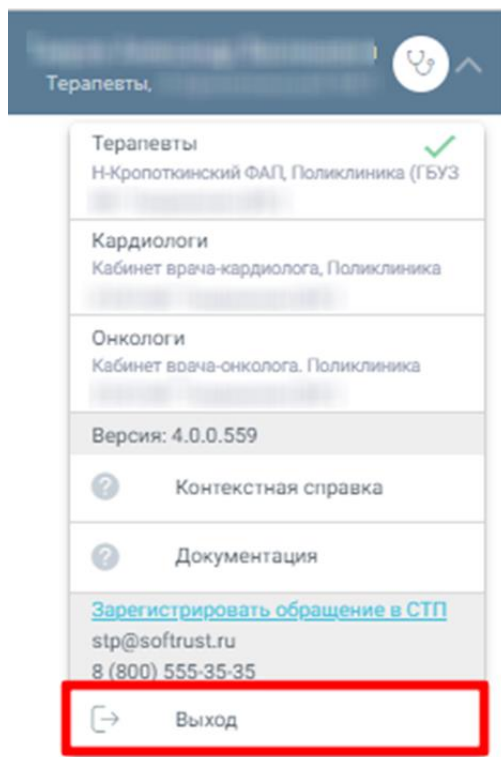 Терапевты,
Терапевты
Н-Кропоткинский ФАП, Поликлиника (ГБУЗ
Кардиологи
Кабинет врача-кардиолога, Поликлиника
Онкологи
Кабинет врача-онколога. Поликлиника
Версия: 4.0.0.559
? Контекстная справка
? Документация
Зарегистрировать обращение в СТП
stp@softrust.ru
8 (800) 555-35-35
Выход